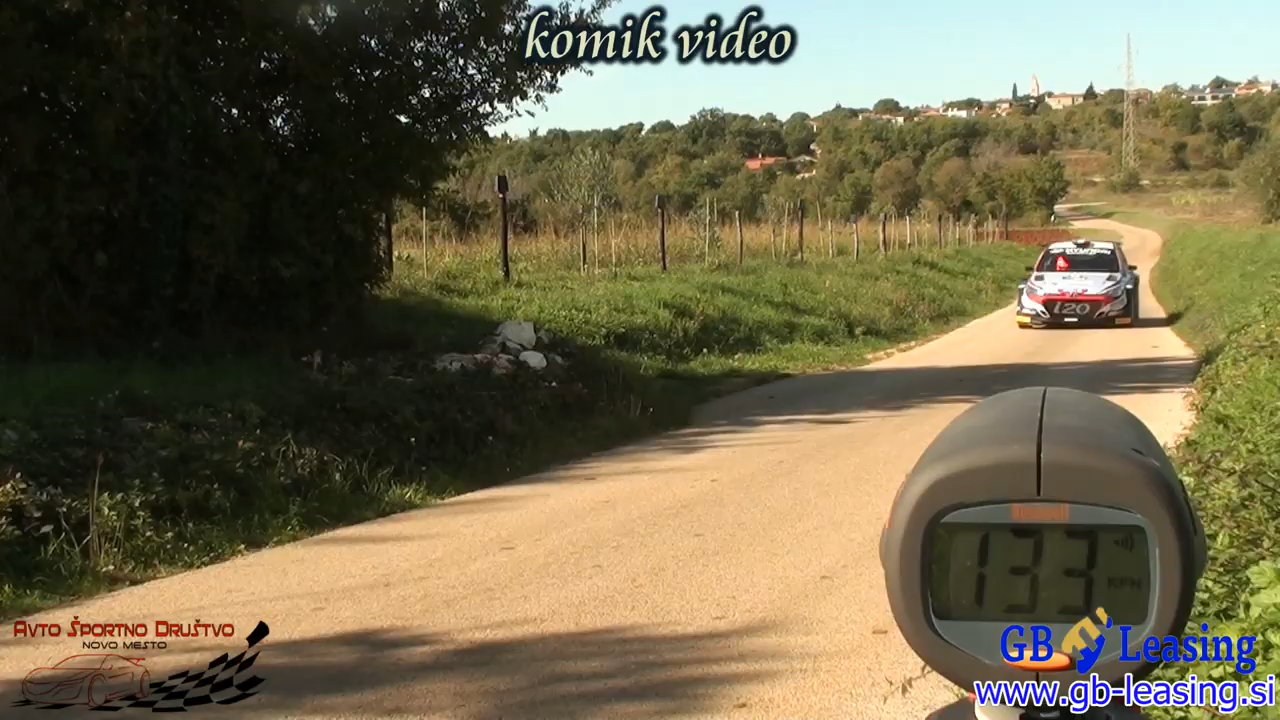 komik video
i20
133
KPH
AVTO ŠPORTNO DRUŠTVO
NOVO MESTO
GB Leasing
www.gb-leasing.si